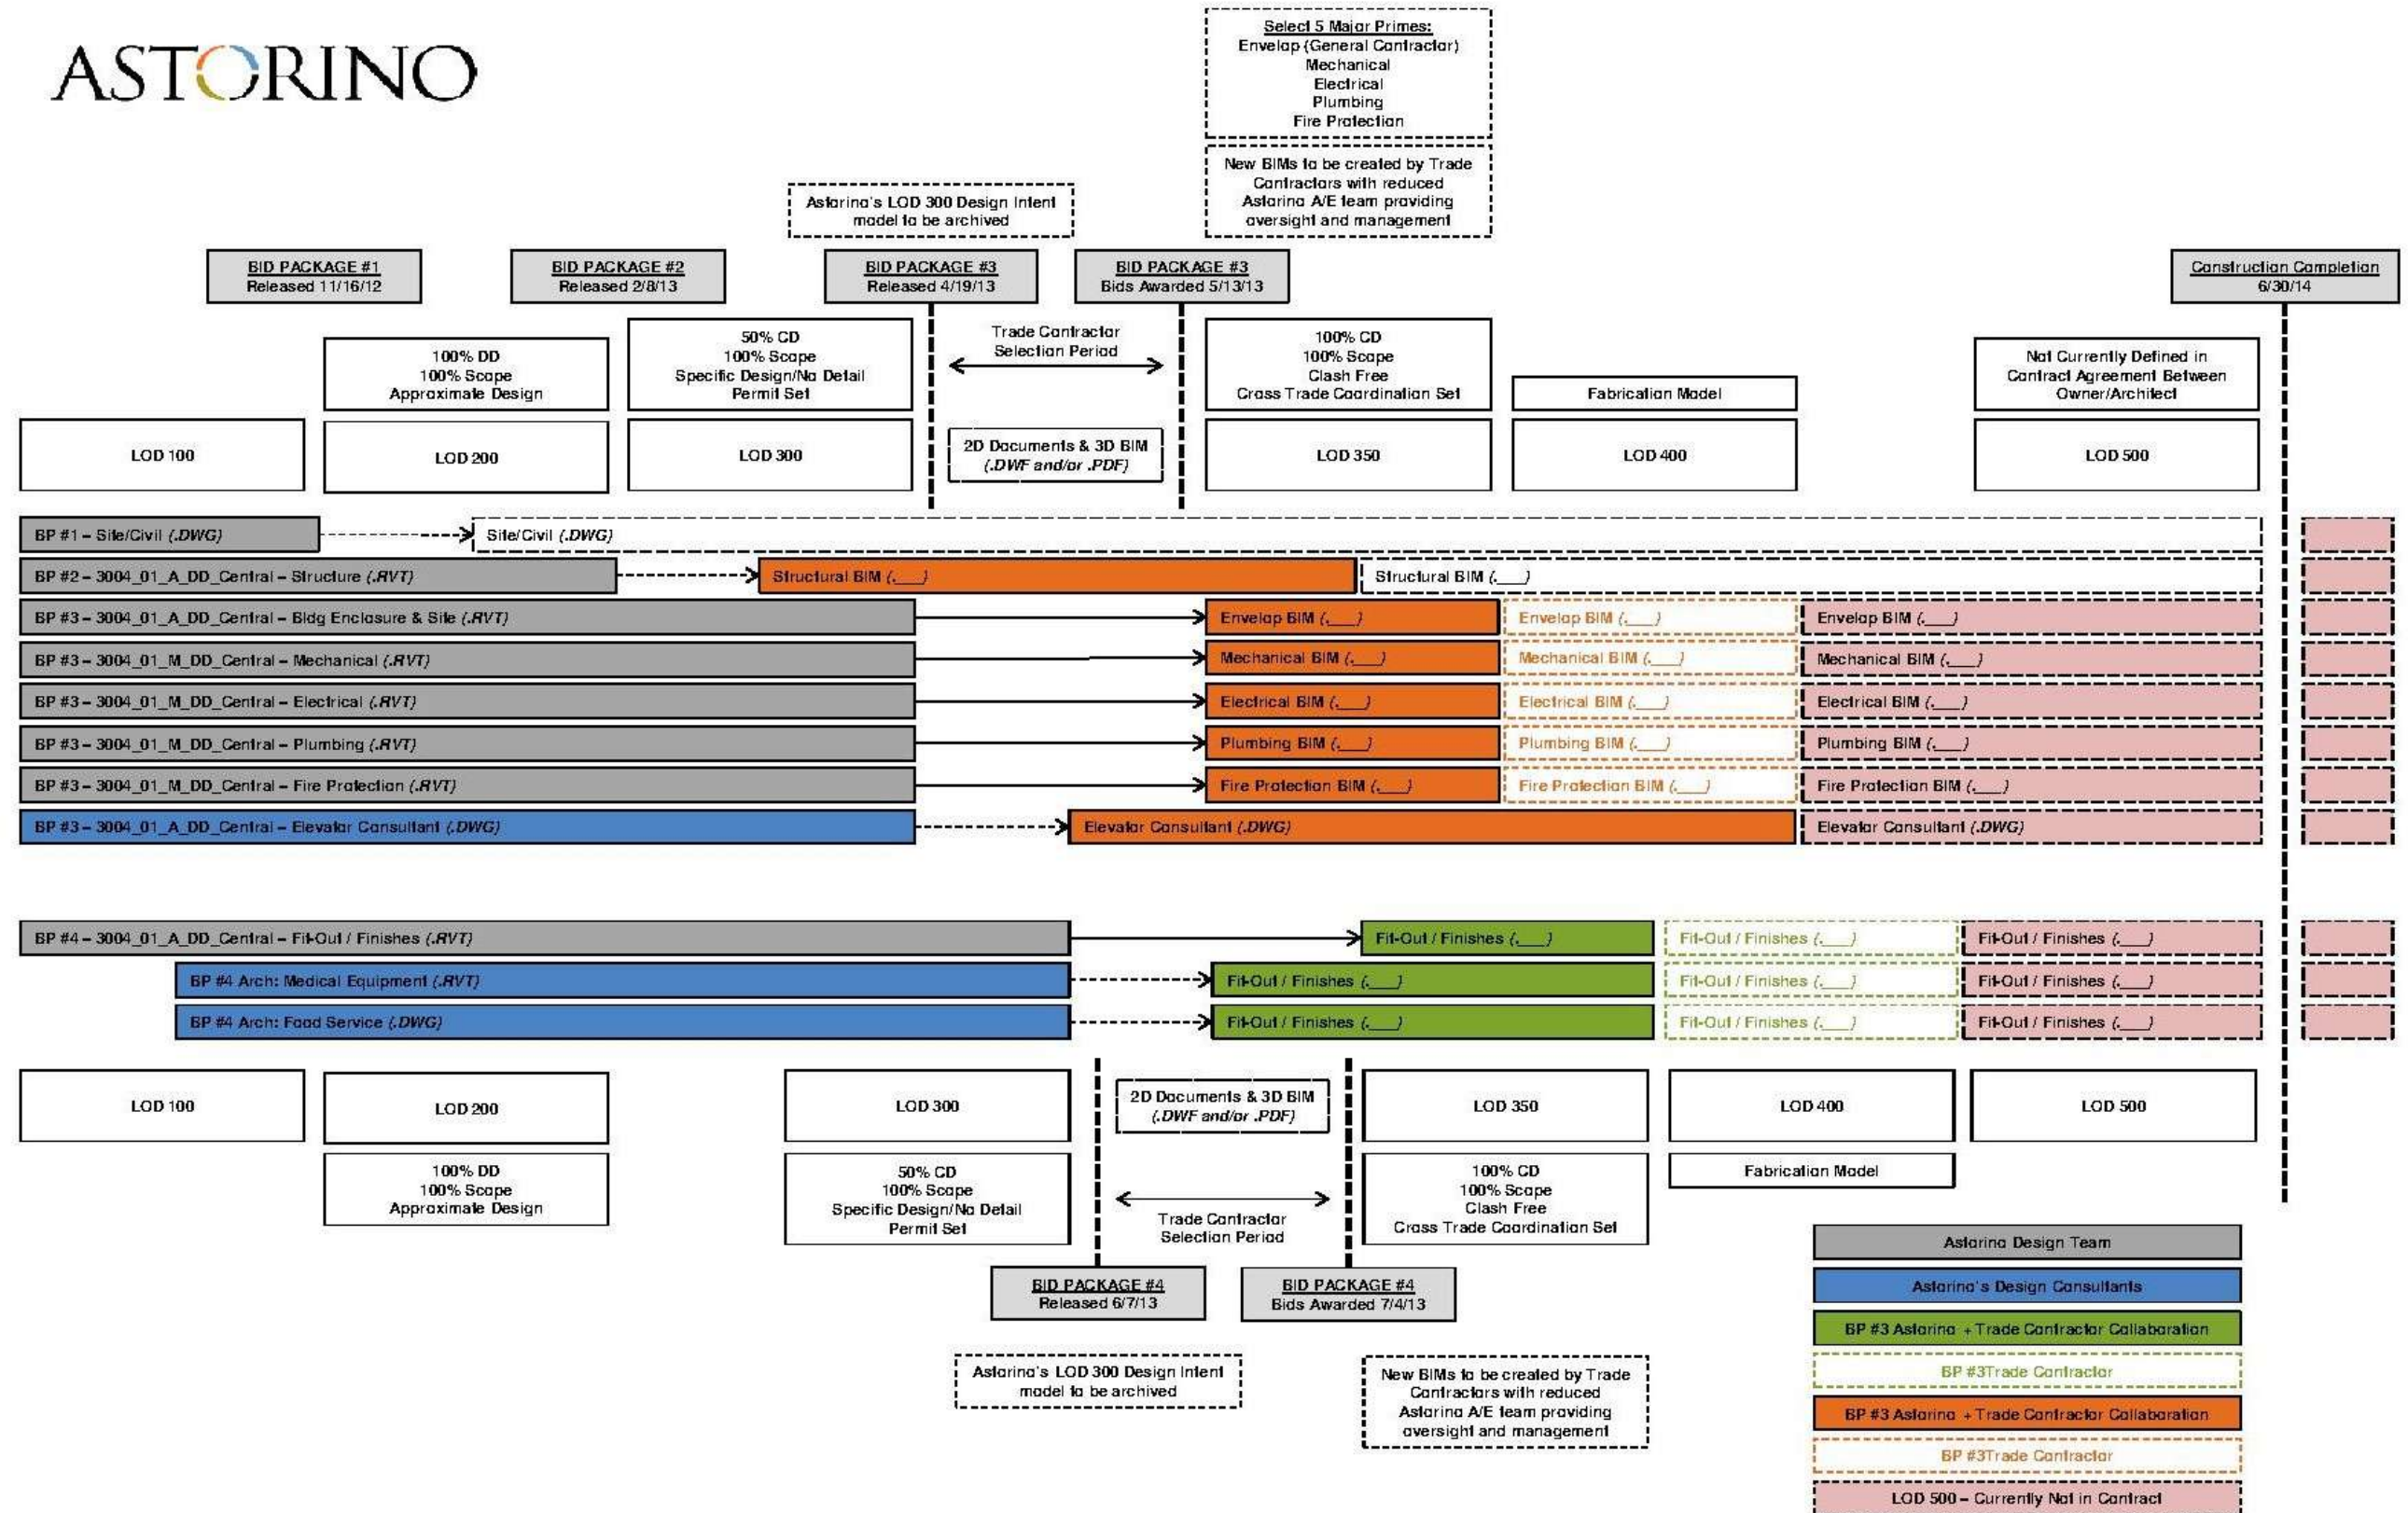 ASTORINO
Select 5 Major Primes:
Envelop (General Contractor)
Mechanical
Electrical
Plumbing
Fire Protection
New BIMs to be created by Trade
Contractors with reduced
Astorino A/E team providing
oversight and management
Astorino's LOD 300 Design Intent
model to be archived
BID PACKAGE #1
Released 11/16/12
BID PACKAGE #2
Released 2/8/13
BID PACKAGE #3
Released 4/19/13
BID PACKAGE #3
Bids Awarded 5/13/13
Construction Completion
6/30/14
100% DD
100% Scope
Approximate Design
50% CD
100% Scope
Specific Design/No Detail
Permit Set
Trade Contractor
Selection Period
100% CD
100% Scope
Clash Free
Cross Trade Coordination Set
Fabrication Model
Not Currently Defined in
Contract Agreement Between
Owner/Architect
LOD 100
LOD 200
LOD 300
2D Documents & 3D BIM
(.DWF and/or .PDF)
LOD 350
LOD 400
LOD 500
BP #1 – Site/Civil (.DWG)
Site/Civil (.DWG)
BP #2 – 3004_01_A_DD_Central – Structure (.RVT)
Structural BIM (.___)
Structural BIM (.___)
BP #3 – 3004_01_A_DD_Central – Bldg Enclosure & Site (.RVT)
Envelop BIM (.___)
Envelop BIM (.___)
Envelop BIM (.___)
BP #3 – 3004_01_M_DD_Central – Mechanical (.RVT)
Mechanical BIM (.___)
Mechanical BIM (.___)
Mechanical BIM (.___)
BP #3 – 3004_01_M_DD_Central – Electrical (.RVT)
Electrical BIM (.___)
Electrical BIM (.___)
Electrical BIM (.___)
BP #3 – 3004_01_M_DD_Central – Plumbing (.RVT)
Plumbing BIM (.___)
Plumbing BIM (.___)
Plumbing BIM (.___)
BP #3 – 3004_01_M_DD_Central – Fire Protection (.RVT)
Fire Protection BIM (.___)
Fire Protection BIM (.___)
Fire Protection BIM (.___)
BP #3 – 3004_01_A_DD_Central – Elevator Consultant (.DWG)
Elevator Consultant (.DWG)
Elevator Consultant (.DWG)
BP #4 – 3004_01_A_DD_Central – Fit-Out / Finishes (.RVT)
Fit-Out / Finishes (.___)
Fit-Out / Finishes (.___)
Fit-Out / Finishes (.___)
BP #4 Arch: Medical Equipment (.RVT)
Fit-Out / Finishes (.___)
Fit-Out / Finishes (.___)
Fit-Out / Finishes (.___)
BP #4 Arch: Food Service (.DWG)
Fit-Out / Finishes (.___)
Fit-Out / Finishes (.___)
Fit-Out / Finishes (.___)
LOD 100
LOD 200
LOD 300
2D Documents & 3D BIM
(.DWF and/or .PDF)
LOD 350
LOD 400
LOD 500
100% DD
100% Scope
Approximate Design
50% CD
100% Scope
Specific Design/No Detail
Permit Set
Trade Contractor
Selection Period
100% CD
100% Scope
Clash Free
Cross Trade Coordination Set
Fabrication Model
BID PACKAGE #4
Released 6/7/13
BID PACKAGE #4
Bids Awarded 7/4/13
Astorino's LOD 300 Design Intent
model to be archived
New BIMs to be created by Trade
Contractors with reduced
Astorino A/E team providing
oversight and management
Astorino Design Team
Astorino's Design Consultants
BP #3 Astorino + Trade Contractor Collaboration
BP #3Trade Contractor
BP #3 Astorino + Trade Contractor Collaboration
BP #3Trade Contractor
LOD 500 – Currently Not in Contract